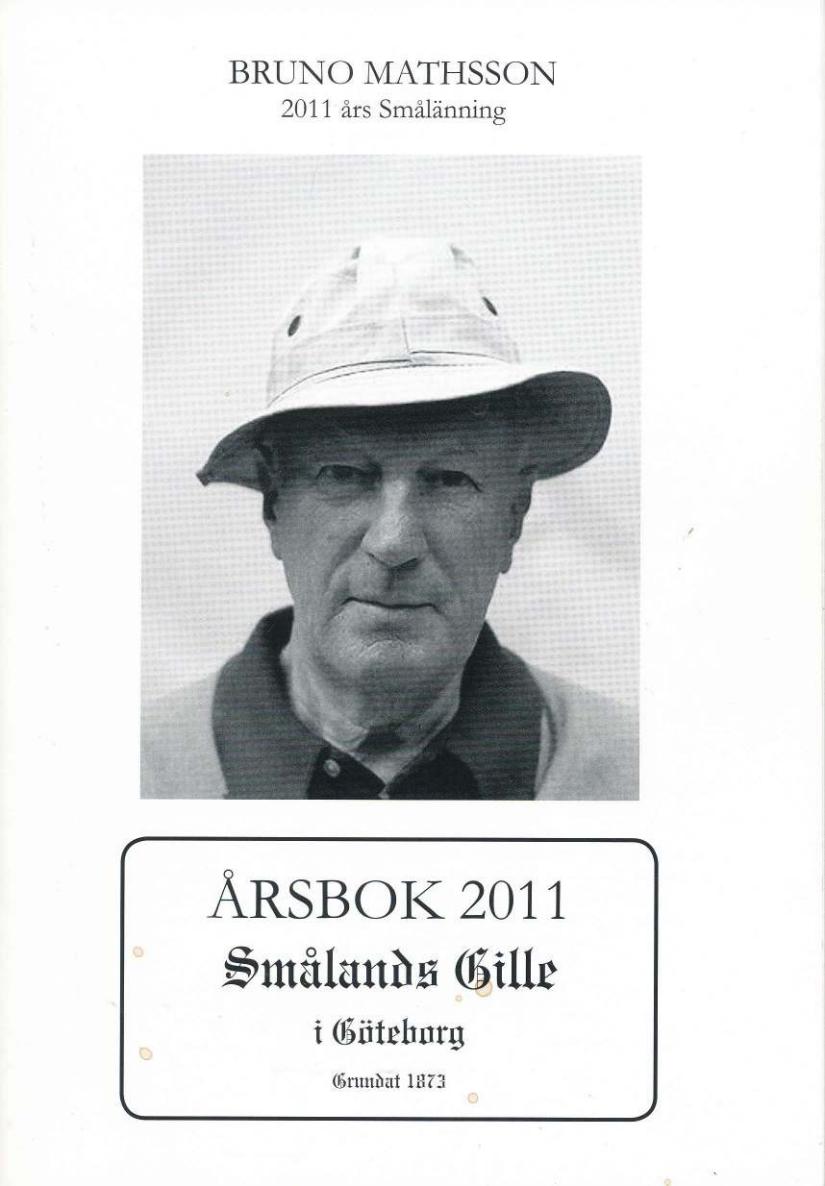 BRUNO MATHSSON
2011 års Smålänning
ÅRSBOK 2011
Smålands Gille
i Göteborg
Grundat 1873